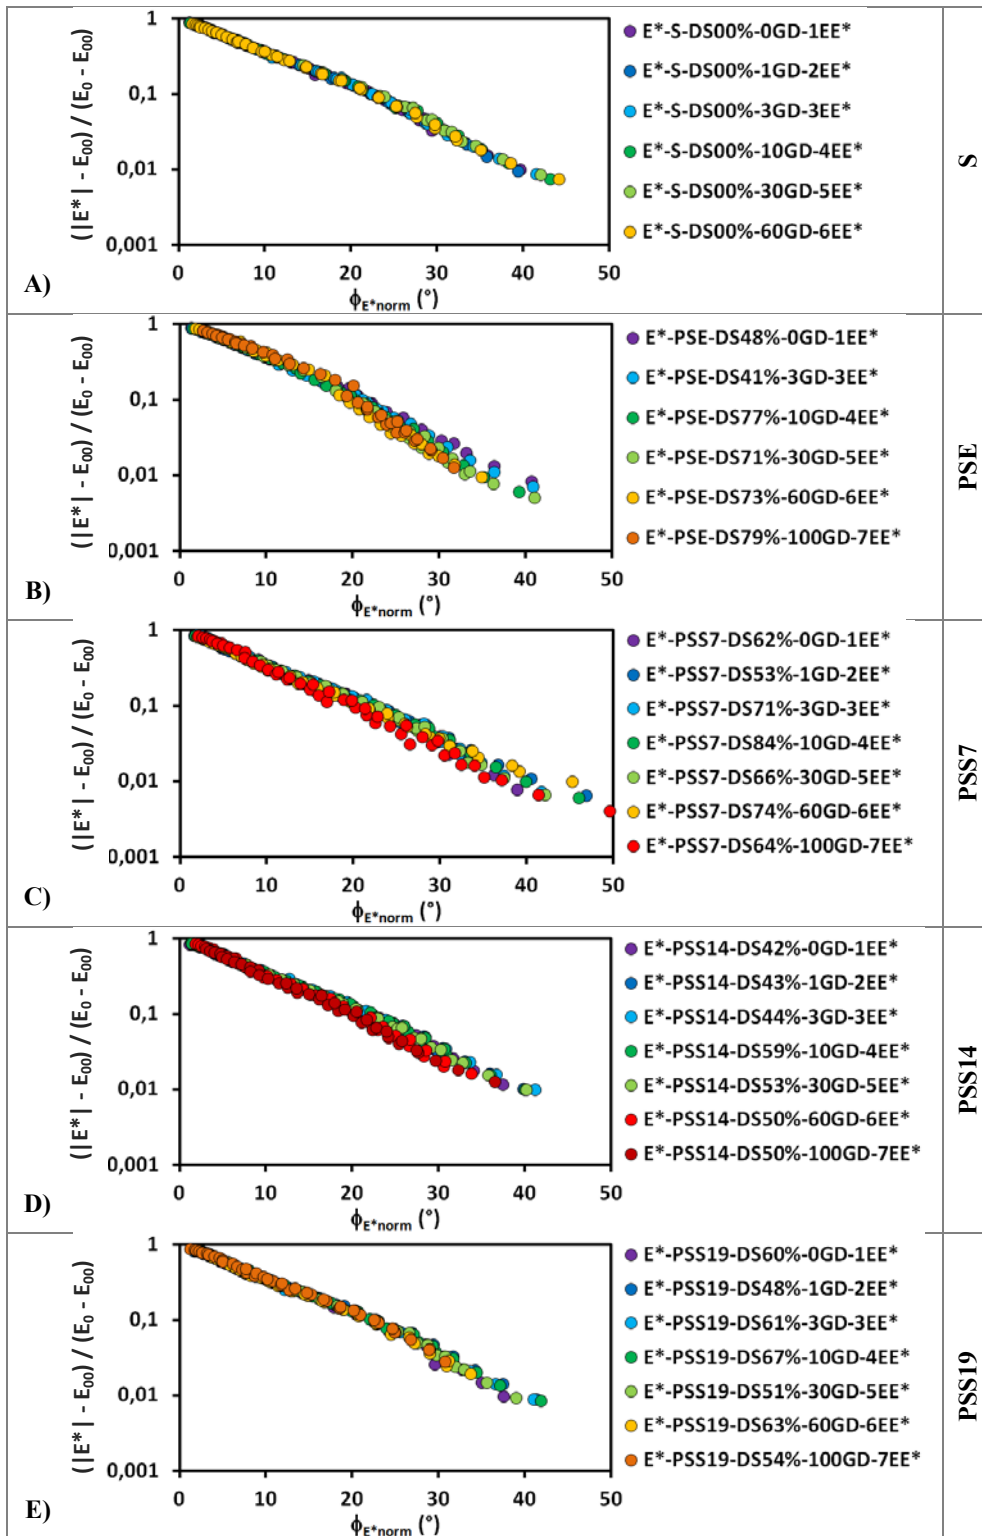 (|E*| - E00) / (E0 - E00)
1
0,1
0,01
0,001
0 10 20 30 40 50
ϕE*norm (°)
E*-S-DS00%-0GD-1EE*
E*-S-DS00%-1GD-2EE*
E*-S-DS00%-3GD-3EE*
E*-S-DS00%-10GD-4EE*
E*-S-DS00%-30GD-5EE*
E*-S-DS00%-60GD-6EE*
A)
S
(|E*| - E00) / (E0 - E00)
1
0,1
0,01
0,001
0 10 20 30 40 50
ϕE*norm (°)
E*-PSE-DS48%-0GD-1EE*
E*-PSE-DS41%-3GD-3EE*
E*-PSE-DS77%-10GD-4EE*
E*-PSE-DS71%-30GD-5EE*
E*-PSE-DS73%-60GD-6EE*
E*-PSE-DS79%-100GD-7EE*
B)
PSE
(|E*| - E00) / (E0 - E00)
1
0,1
0,01
0,001
0 10 20 30 40 50
ϕE*norm (°)
E*-PSS7-DS62%-0GD-1EE*
E*-PSS7-DS53%-1GD-2EE*
E*-PSS7-DS71%-3GD-3EE*
E*-PSS7-DS84%-10GD-4EE*
E*-PSS7-DS66%-30GD-5EE*
E*-PSS7-DS74%-60GD-6EE*
E*-PSS7-DS64%-100GD-7EE*
C)
PSS7
(|E*| - E00) / (E0 - E00)
1
0,1
0,01
0,001
0 10 20 30 40 50
ϕE*norm (°)
E*-PSS14-DS42%-0GD-1EE*
E*-PSS14-DS43%-1GD-2EE*
E*-PSS14-DS44%-3GD-3EE*
E*-PSS14-DS59%-10GD-4EE*
E*-PSS14-DS53%-30GD-5EE*
E*-PSS14-DS50%-60GD-6EE*
E*-PSS14-DS50%-100GD-7EE*
D)
PSS14
(|E*| - E00) / (E0 - E00)
1
0,1
0,01
0,001
0 10 20 30 40 50
ϕE*norm (°)
E*-PSS19-DS60%-0GD-1EE*
E*-PSS19-DS48%-1GD-2EE*
E*-PSS19-DS61%-3GD-3EE*
E*-PSS19-DS67%-10GD-4EE*
E*-PSS19-DS51%-30GD-5EE*
E*-PSS19-DS63%-60GD-6EE*
E*-PSS19-DS54%-100GD-7EE*
E)
PSS19